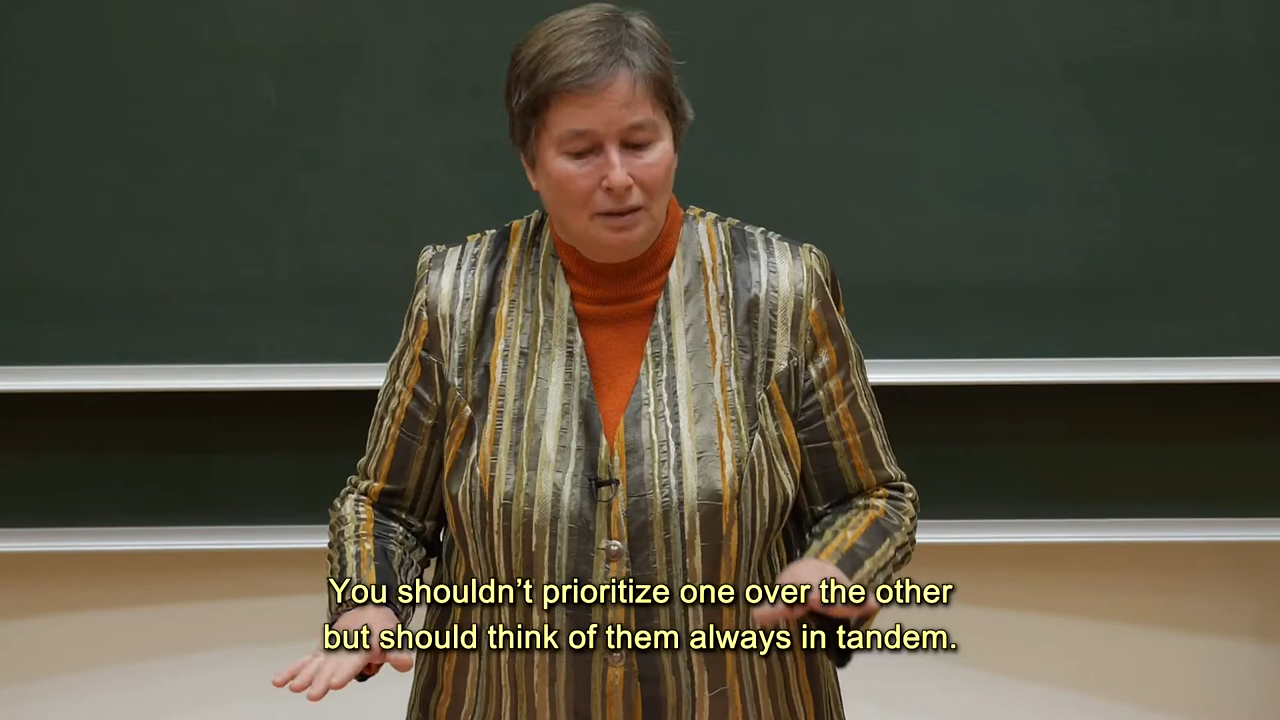 You shouldn’t prioritize one over the other
but should think of them always in tandem.